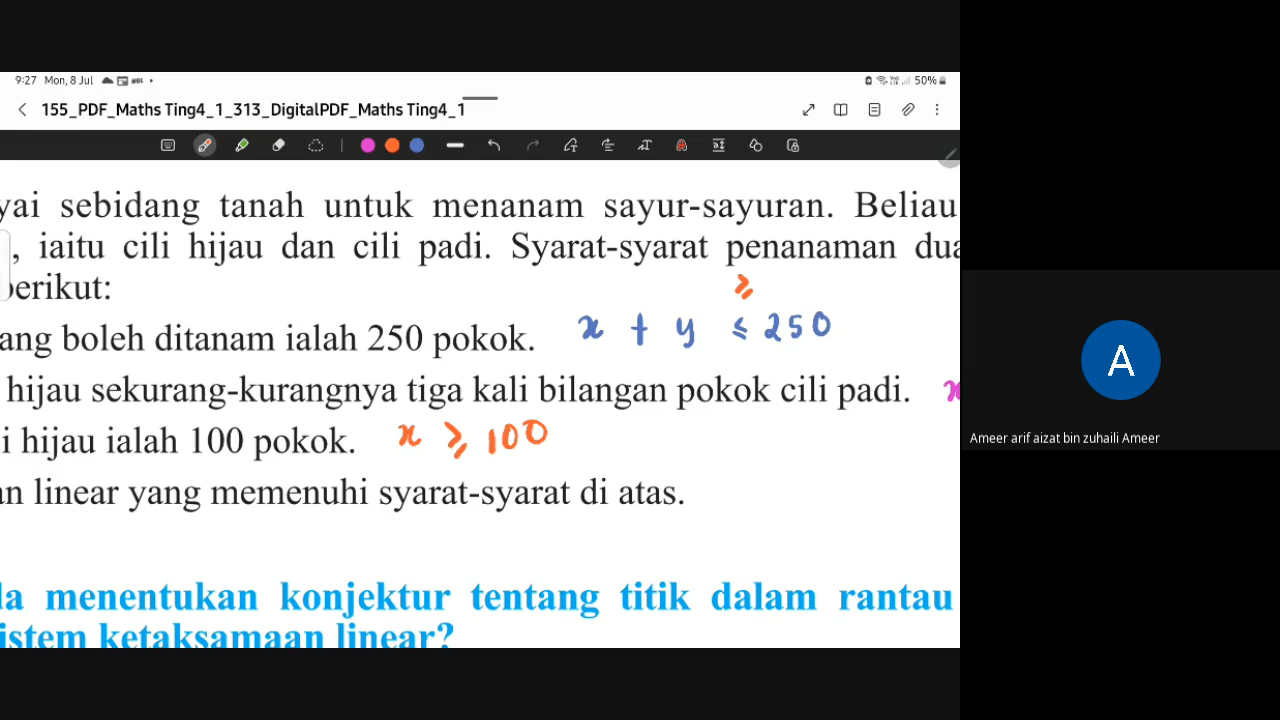 9:27 Mon, 8 Jul 50%
155_PDF_Maths Ting4_1_313_DigitalPDF_Maths Ting4_1
yai sebidang tanah untuk menanam sayur-sayuran. Beliau
, iaitu cili hijau dan cili padi. Syarat-syarat penanaman dua
berikut:
≥
ang boleh ditanam ialah 250 pokok. x + y ≤ 250
hijau sekurang-kurangnya tiga kali bilangan pokok cili padi. x
i hijau ialah 100 pokok. x ≥ 100
an linear yang memenuhi syarat-syarat di atas.
da menentukan konjektur tentang titik dalam rantau
sistem ketaksamaan linear?
A
Ameer arif aizat bin zuhaili Ameer